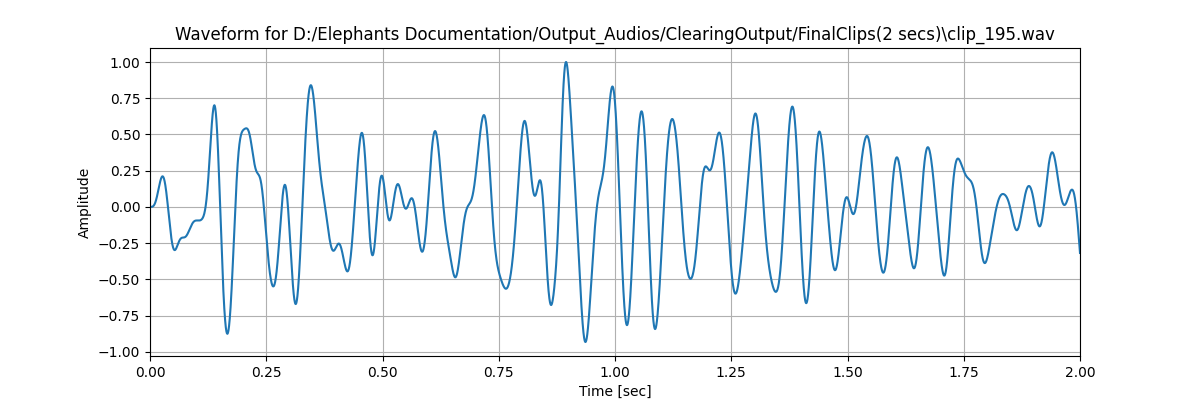 Waveform for D:/Elephants Documentation/Output_Audios/ClearingOutput/FinalClips(2 secs)\clip_195.wav
1.00
0.75
0.50
0.25
0.00
−0.25
−0.50
−0.75
−1.00
Amplitude
0.00 0.25 0.50 0.75 1.00 1.25 1.50 1.75 2.00
Time [sec]